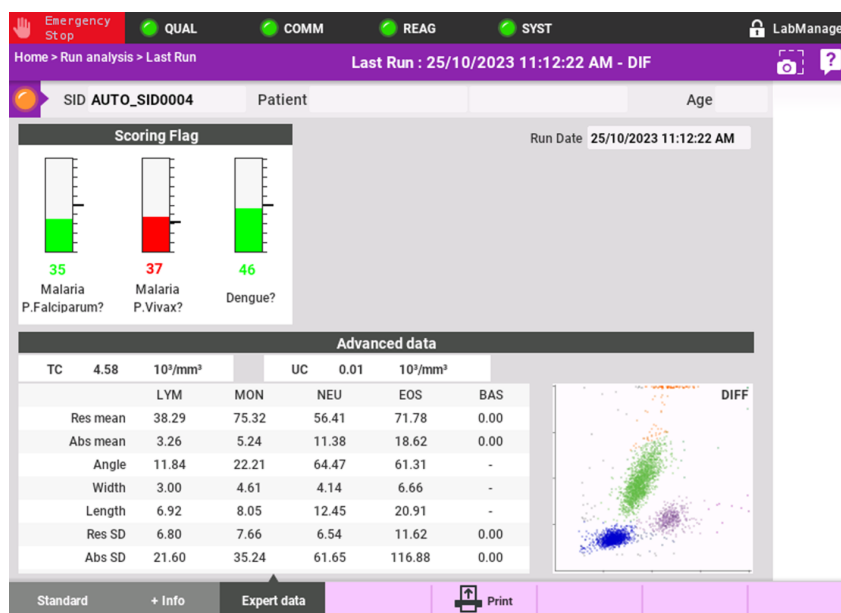 Emergency Stop QUAL COMM REAG SYST LabManage
Home > Run analysis > Last Run Last Run : 25/10/2023 11:12:22 AM - DIF ?
SID AUTO_SID0004 Patient Age
Scoring Flag
Run Date 25/10/2023 11:12:22 AM
35 37 46
Malaria P.Falciparum? Malaria P.Vivax? Dengue?
Advanced data
TC 4.58 10³/mm³ UC 0.01 10³/mm³
LYM MON NEU EOS BAS
Res mean 38.29 75.32 56.41 71.78 0.00
Abs mean 3.26 5.24 11.38 18.62 0.00
Angle 11.84 22.21 64.47 61.31 -
Width 3.00 4.61 4.14 6.66 -
Length 6.92 8.05 12.45 20.91 -
Res SD 6.80 7.66 6.54 11.62 0.00
Abs SD 21.60 35.24 61.65 116.88 0.00
DIFF
Standard + Info Expert data Print